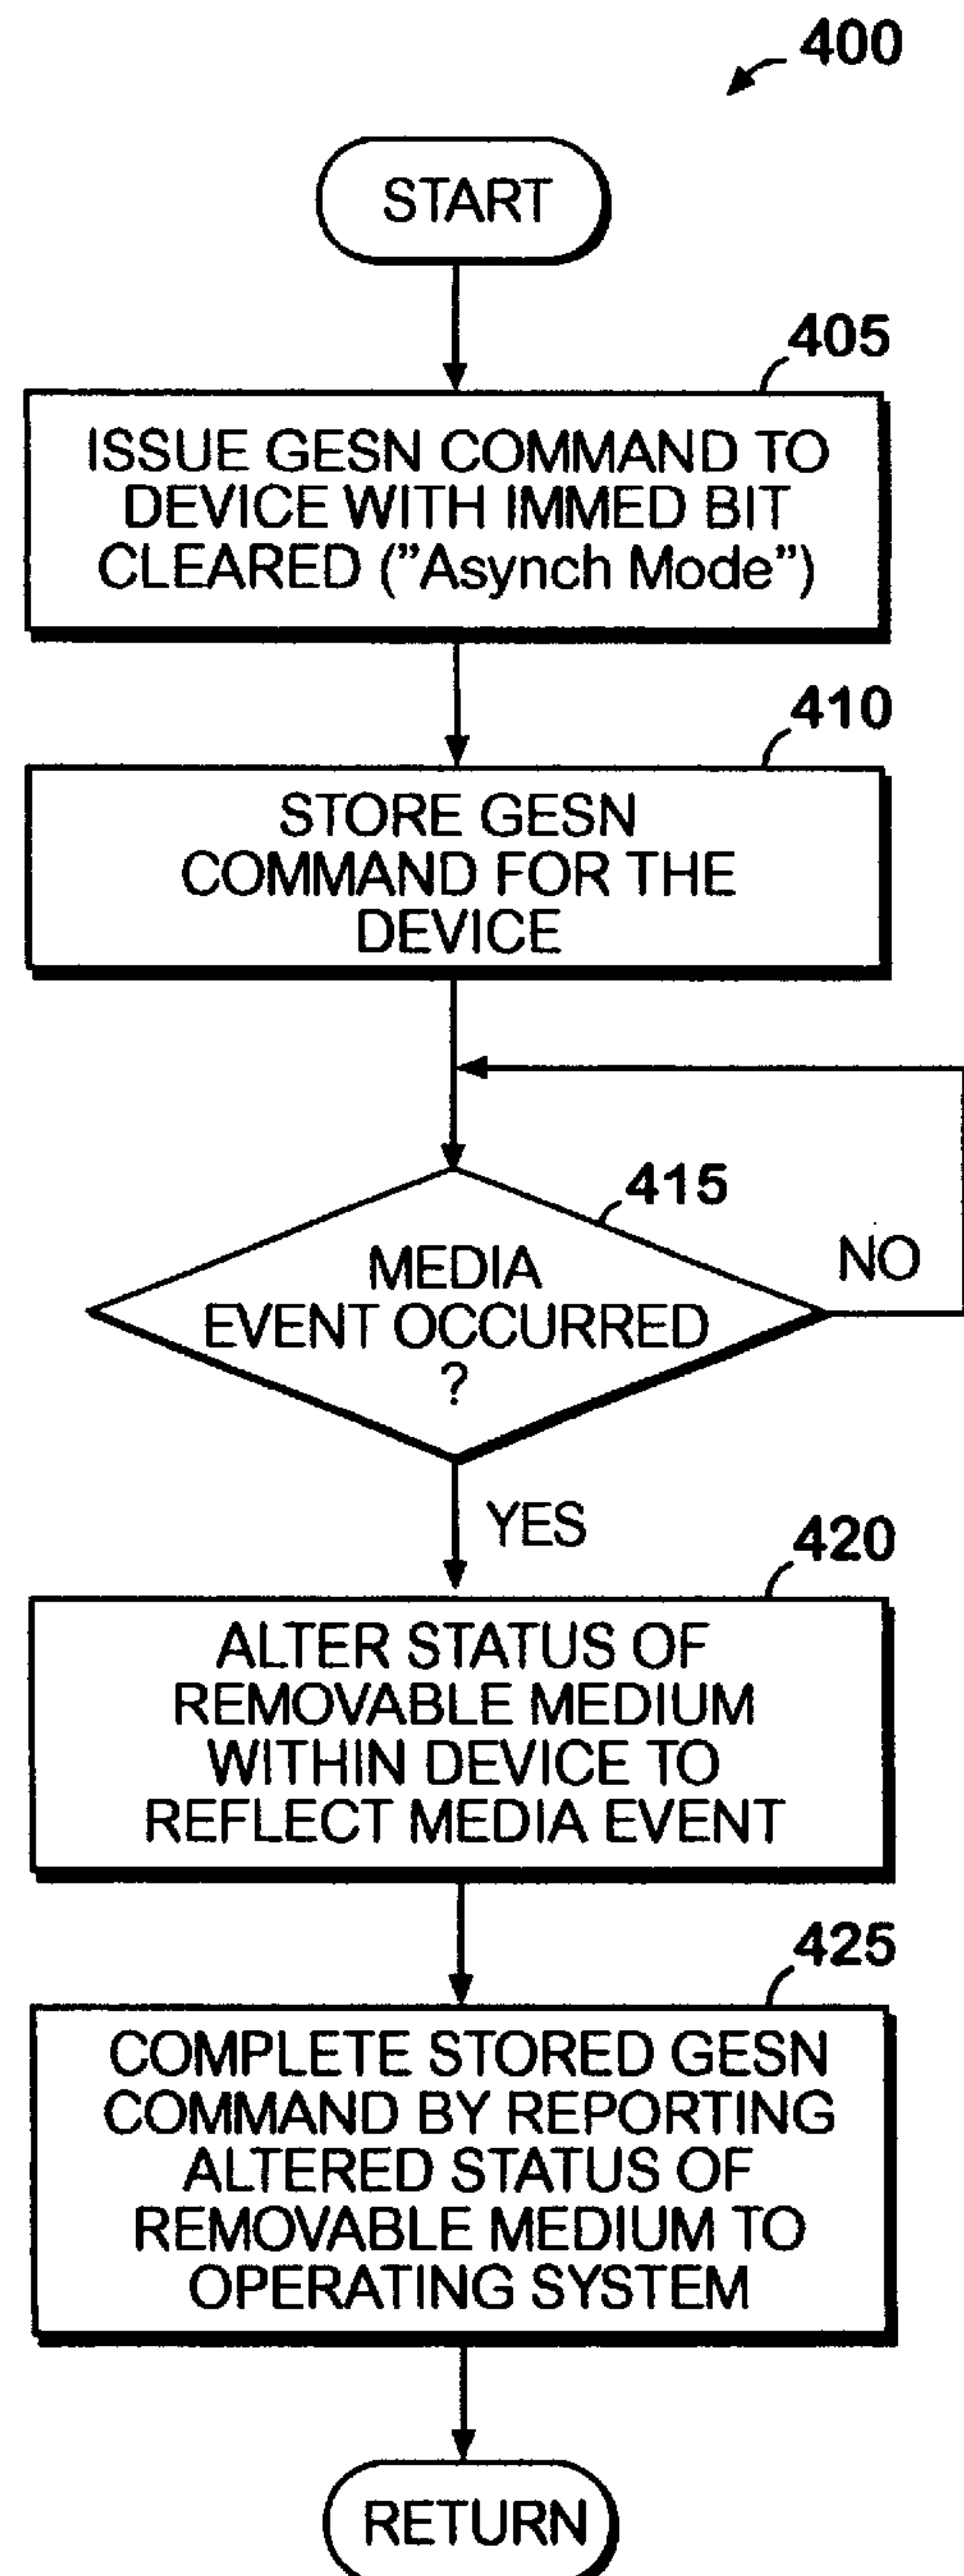 400
START
405
ISSUE GESN COMMAND TO
DEVICE WITH IMMED BIT
CLEARED ("Asynch Mode")
410
STORE GESN
COMMAND FOR THE
DEVICE
415
MEDIA
EVENT OCCURRED
?
NO
YES
420
ALTER STATUS OF
REMOVABLE MEDIUM
WITHIN DEVICE TO
REFLECT MEDIA EVENT
425
COMPLETE STORED GESN
COMMAND BY REPORTING
ALTERED STATUS OF
REMOVABLE MEDIUM TO
OPERATING SYSTEM
RETURN